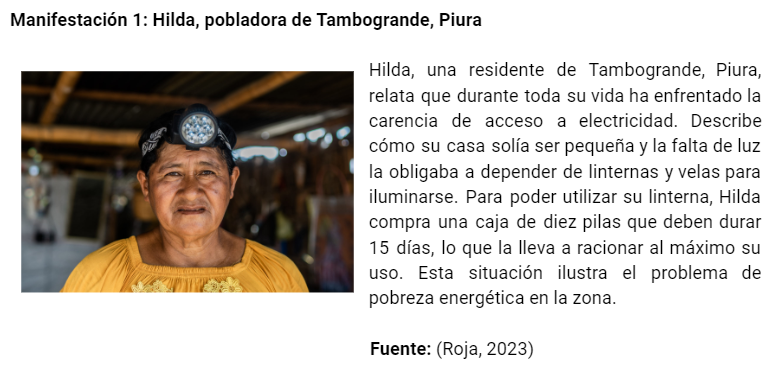 Manifestación 1: Hilda, pobladora de Tambogrande, Piura
Hilda, una residente de Tambogrande, Piura,
relata que durante toda su vida ha enfrentado la
carencia de acceso a electricidad. Describe
cómo su casa solía ser pequeña y la falta de luz
la obligaba a depender de linternas y velas para
iluminarse. Para poder utilizar su linterna, Hilda
compra una caja de diez pilas que deben durar
15 días, lo que la lleva a racionar al máximo su
uso. Esta situación ilustra el problema de
pobreza energética en la zona.
Fuente: (Roja, 2023)